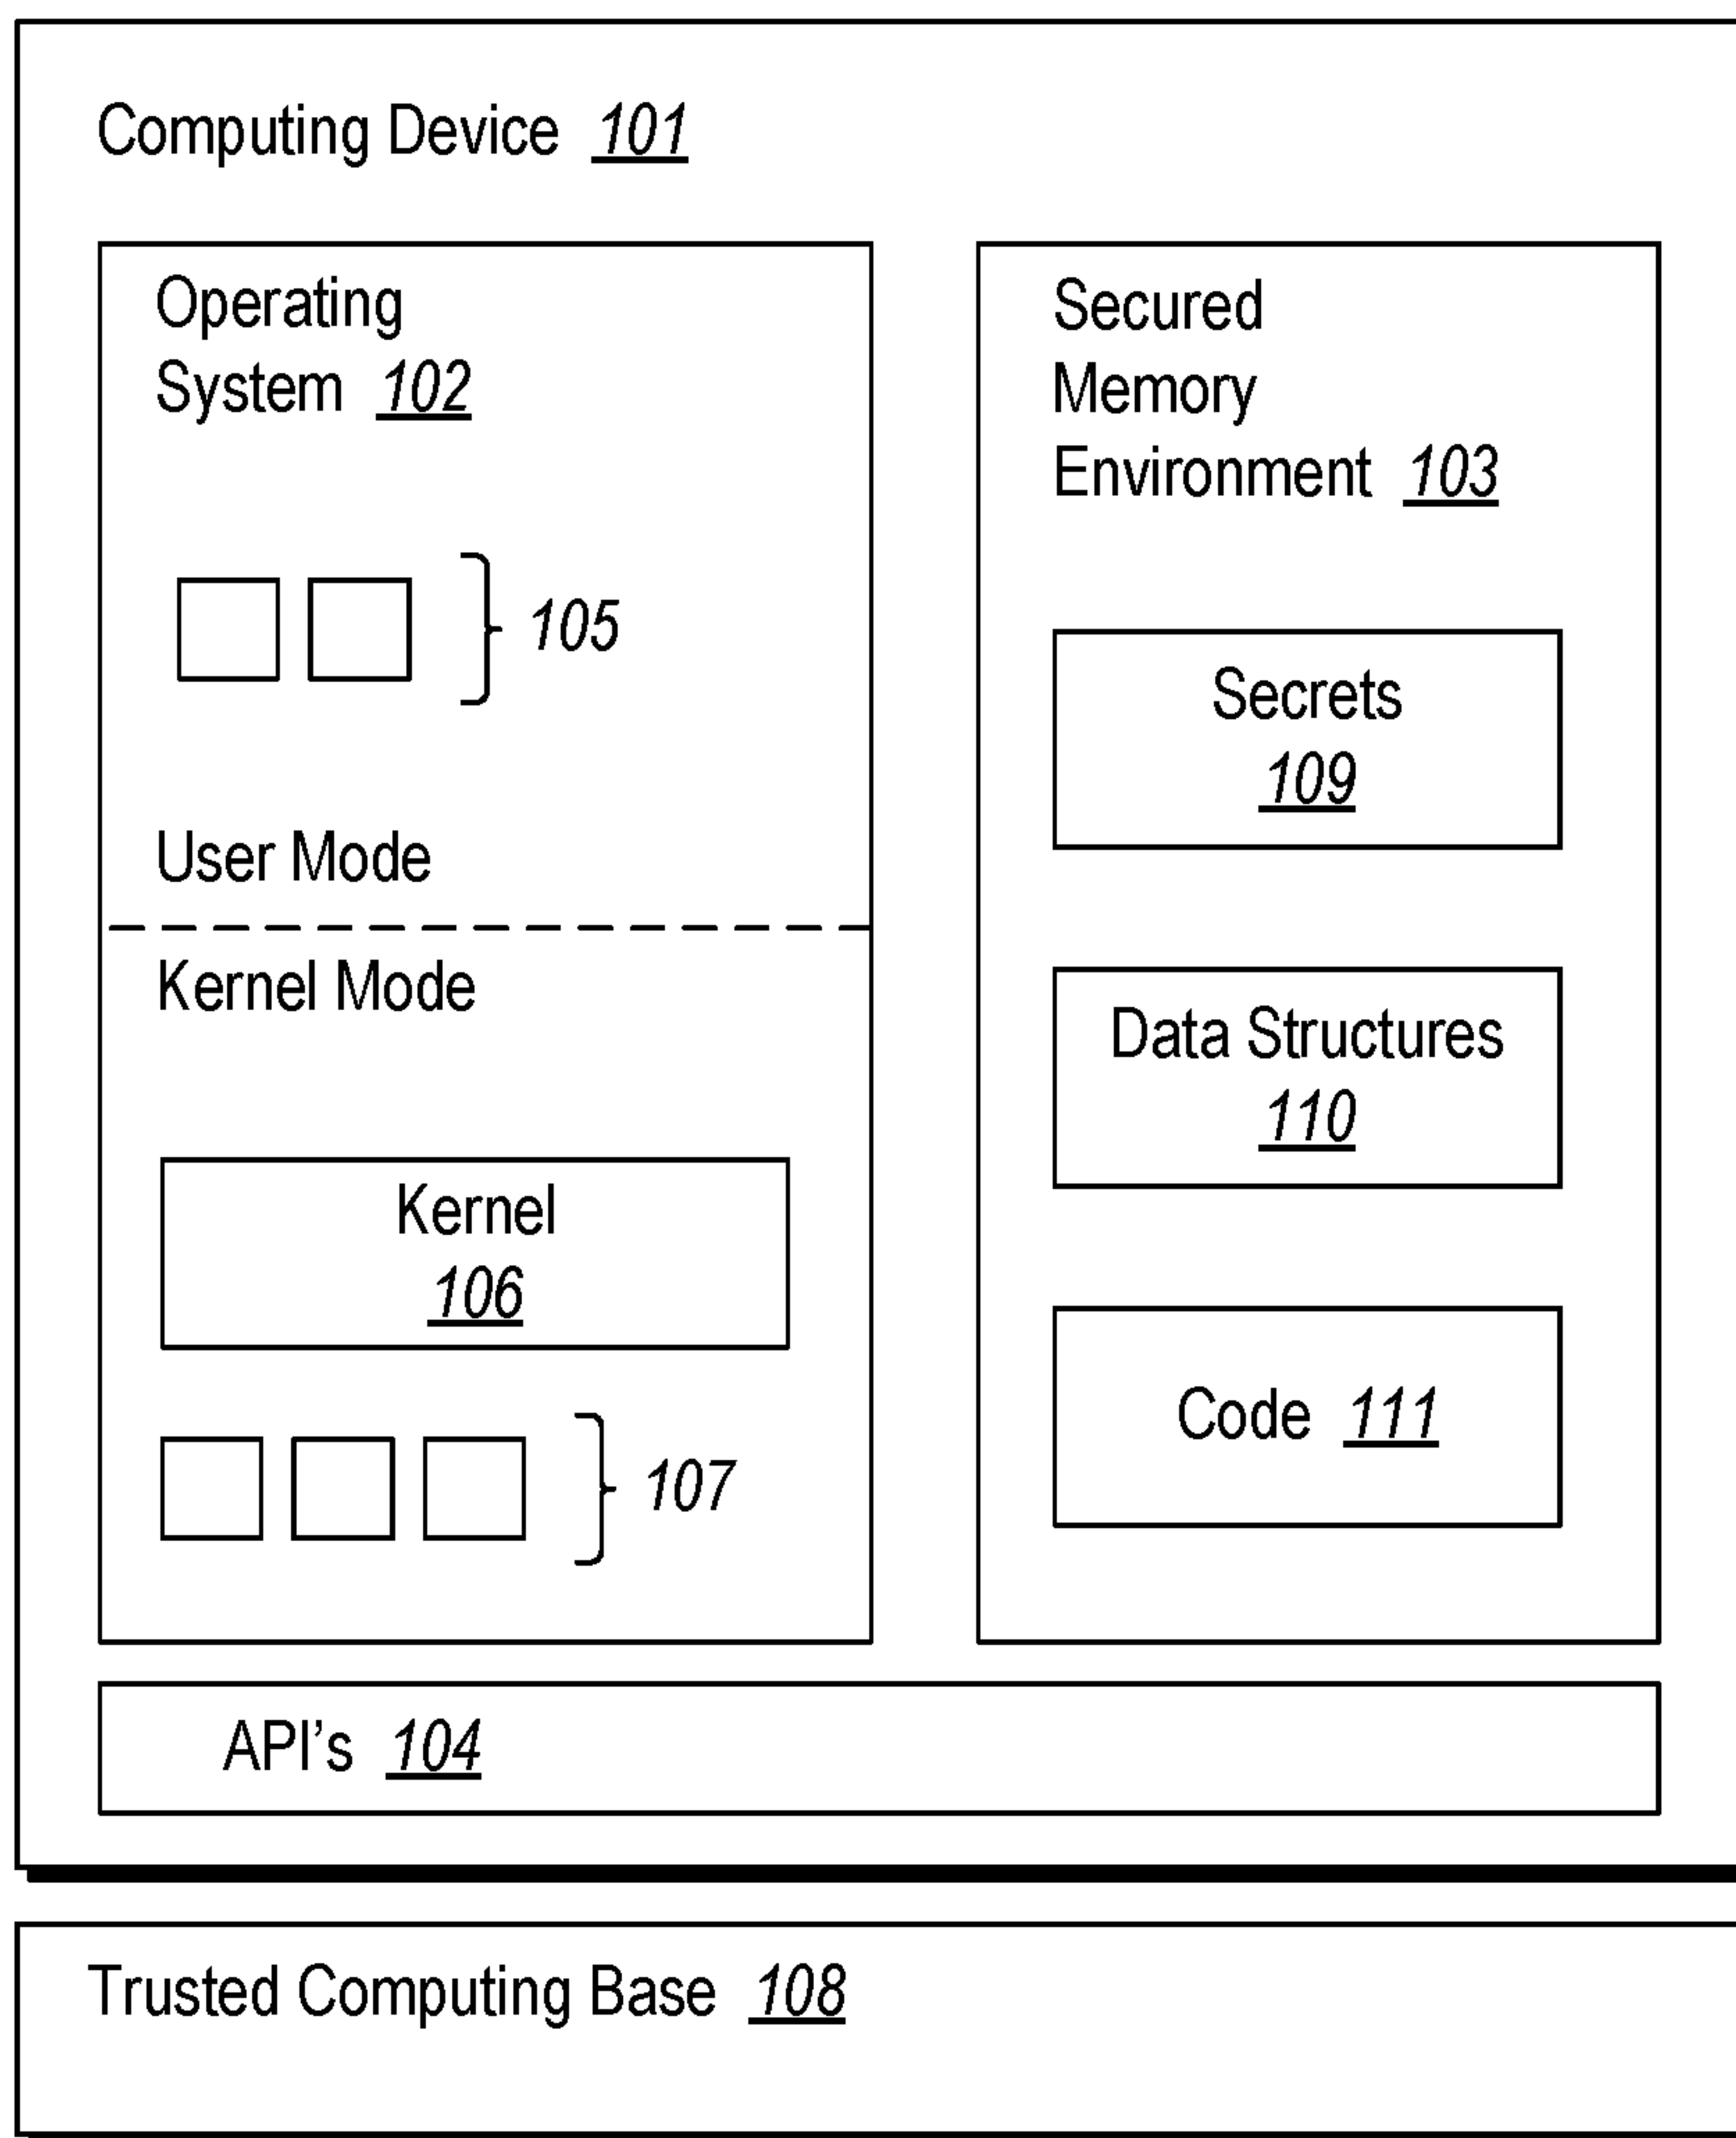 Computing Device 101
Operating
System 102
105
User Mode
Kernel Mode
Kernel
106
107
Secured
Memory
Environment 103
Secrets
109
Data Structures
110
Code 111
API's 104
Trusted Computing Base 108